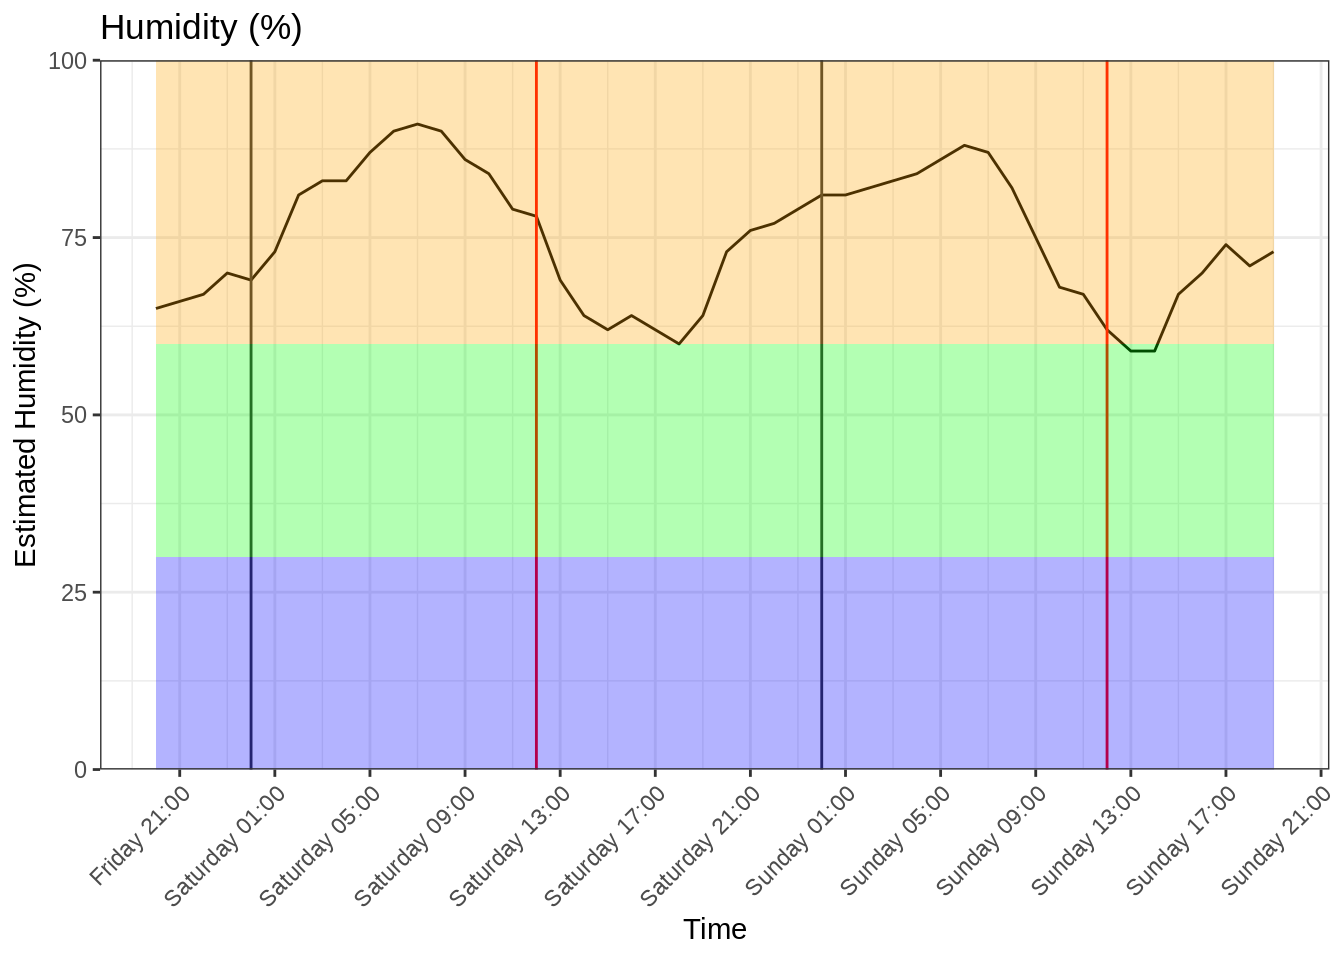 Humidity (%)
Estimated Humidity (%)
100
75
50
25
0
Friday 21:00
Saturday 01:00
Saturday 05:00
Saturday 09:00
Saturday 13:00
Saturday 17:00
Saturday 21:00
Sunday 01:00
Sunday 05:00
Sunday 09:00
Sunday 13:00
Sunday 17:00
Sunday 21:00
Time